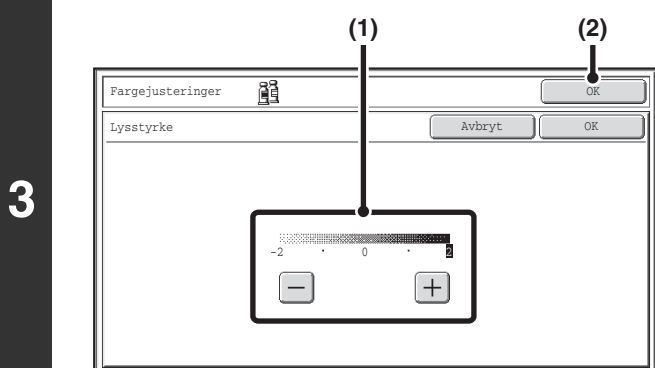 (1) (2)
Fargejusteringer OK
Lysstyrke Avbryt OK
3
-2 · 0 · 2
− +